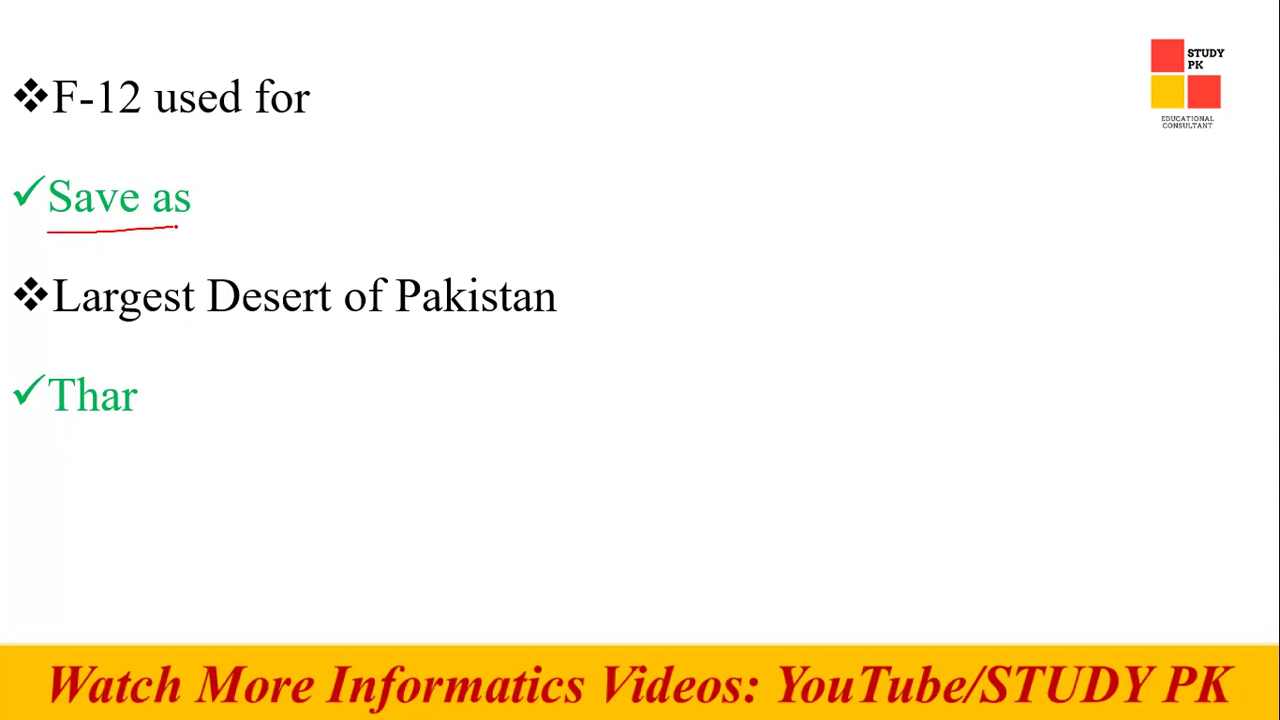 STUDY
PK
EDUCATIONAL
CONSULTANT
❖F-12 used for
✓Save as
❖Largest Desert of Pakistan
✓Thar
Watch More Informatics Videos: YouTube/STUDY PK